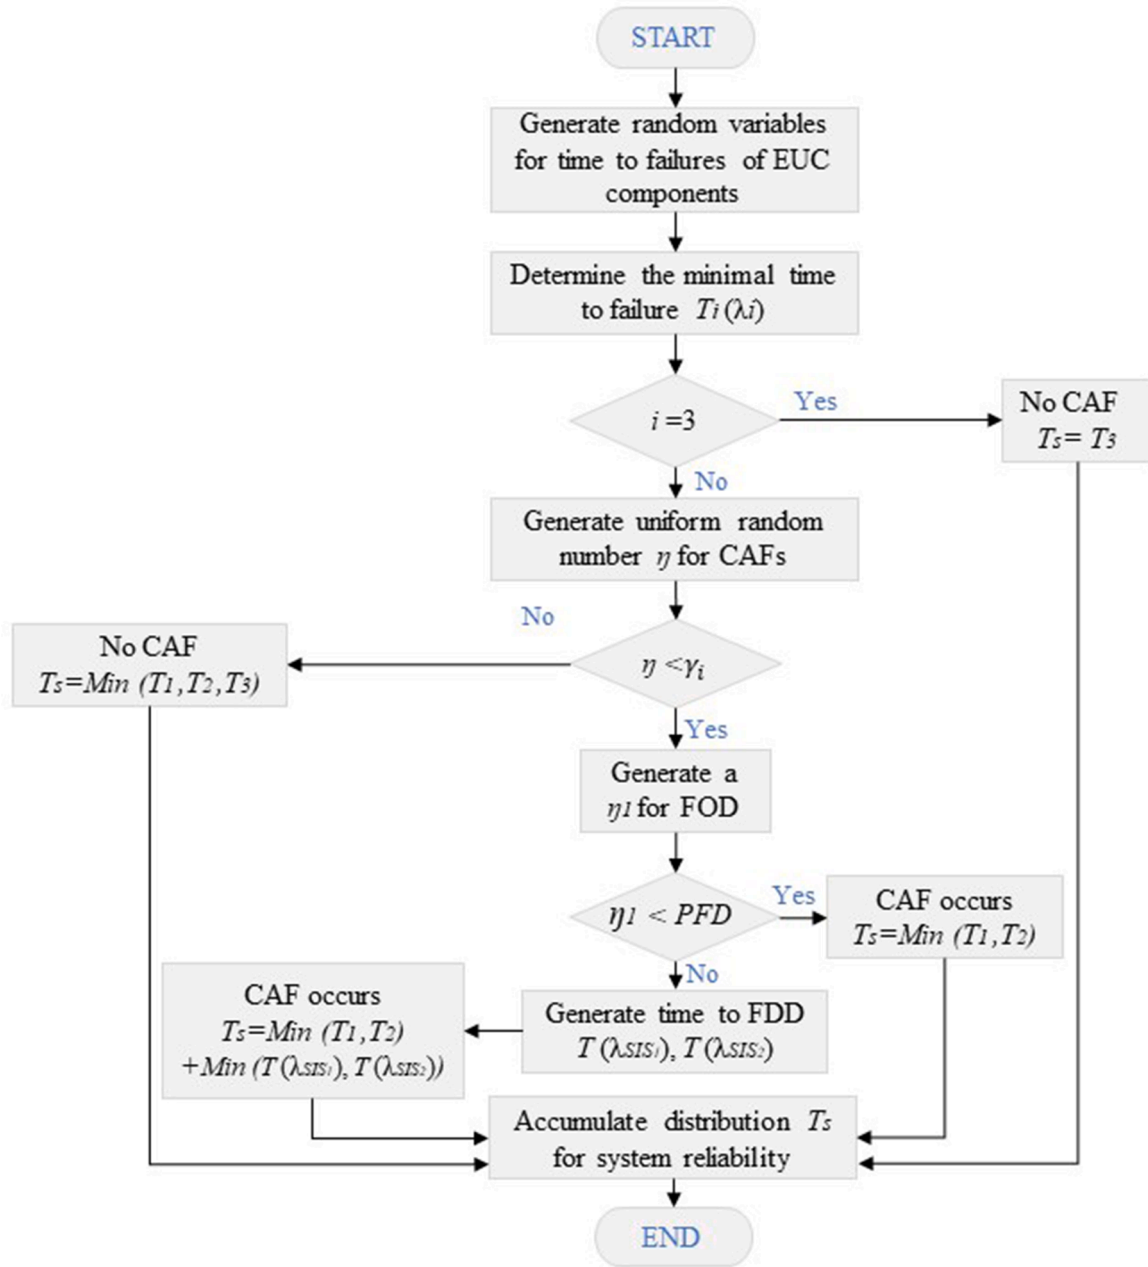 START
Generate random variables
for time to failures of EUC
components
Determine the minimal time
to failure Ti (λi)
i =3
Yes
No CAF
Ts= T3
No
Generate uniform random
number η for CAFs
No
No CAF
Ts=Min (T1,T2,T3)
η <γi
Yes
Generate a
η1 for FOD
η1 < PFD
Yes
CAF occurs
Ts=Min (T1,T2)
No
CAF occurs
Ts=Min (T1,T2)
+Min (T(λSIS1), T(λSIS2))
Generate time to FDD
T(λSIS1), T(λSIS2)
Accumulate distribution Ts
for system reliability
END